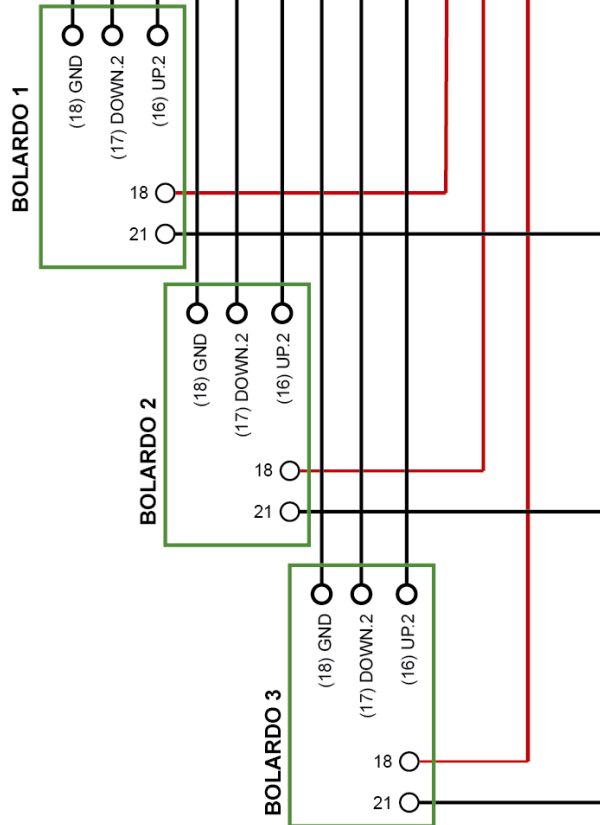 BOLARDO 1
(18) GND
(17) DOWN.2
(16) UP.2
18
21
BOLARDO 2
(18) GND
(17) DOWN.2
(16) UP.2
18
21
BOLARDO 3
(18) GND
(17) DOWN.2
(16) UP.2
18
21